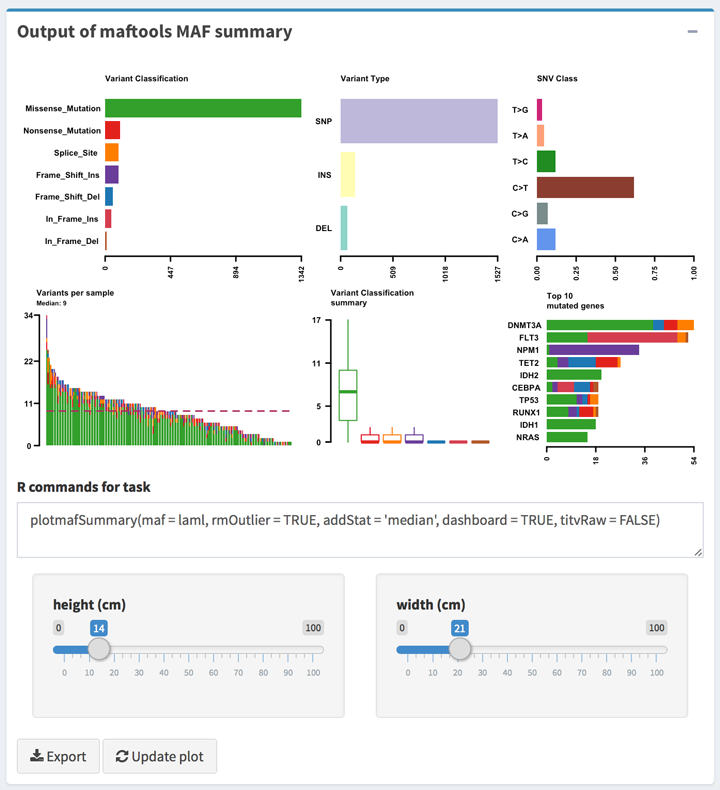 Output of maftools MAF summary
Variant Classification
Missense_Mutation
Nonsense_Mutation
Splice_Site
Frame_Shift_Ins
Frame_Shift_Del
In_Frame_Ins
In_Frame_Del
0 447 894 1342
Variant Type
SNP
INS
DEL
0 509 1018 1527
SNV Class
T>G
T>A
T>C
C>T
C>G
C>A
0.00 0.25 0.50 0.75 1.00
Variants per sample
Median: 9
34
22
11
0
Variant Classification
summary
17
11
5
0
Top 10
mutated genes
DNMT3A
FLT3
NPM1
TET2
IDH2
CEBPA
TP53
RUNX1
IDH1
NRAS
0 18 36 54
R commands for task
plotmafSummary(maf = laml, rmOutlier = TRUE, addStat = 'median', dashboard = TRUE, titvRaw = FALSE)
height (cm)
0 14 100
0 10 20 30 40 50 60 70 80 90 100
width (cm)
0 21 100
0 10 20 30 40 50 60 70 80 90 100
Export
Update plot